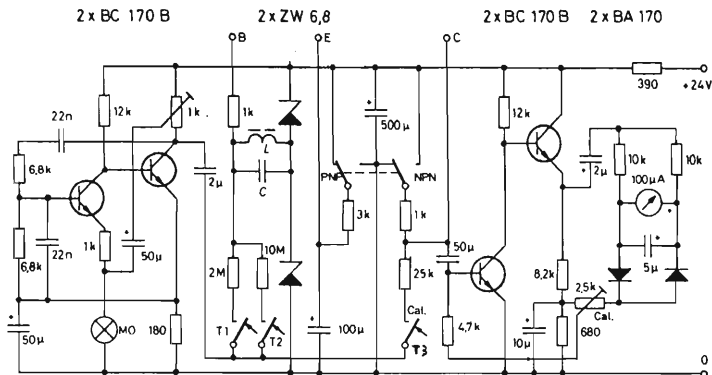 2 x BC 170 B
2 x ZW 6,8
2 x BC 170 B
2 x BA 170
B
E
C
390
+24V
22n
12k
1k
1k
L
C
500µ
12k
10k
10k
100µA
6,8k
2µ
PNP
NPN
3k
1k
2µ
5µ
6,8k
22n
1k
50µ
2M
10M
25k
50µ
8,2k
2,5k
Cal.
50µ
MO
180
T1
T2
100µ
Cal.
T3
4,7k
10µ
680
0